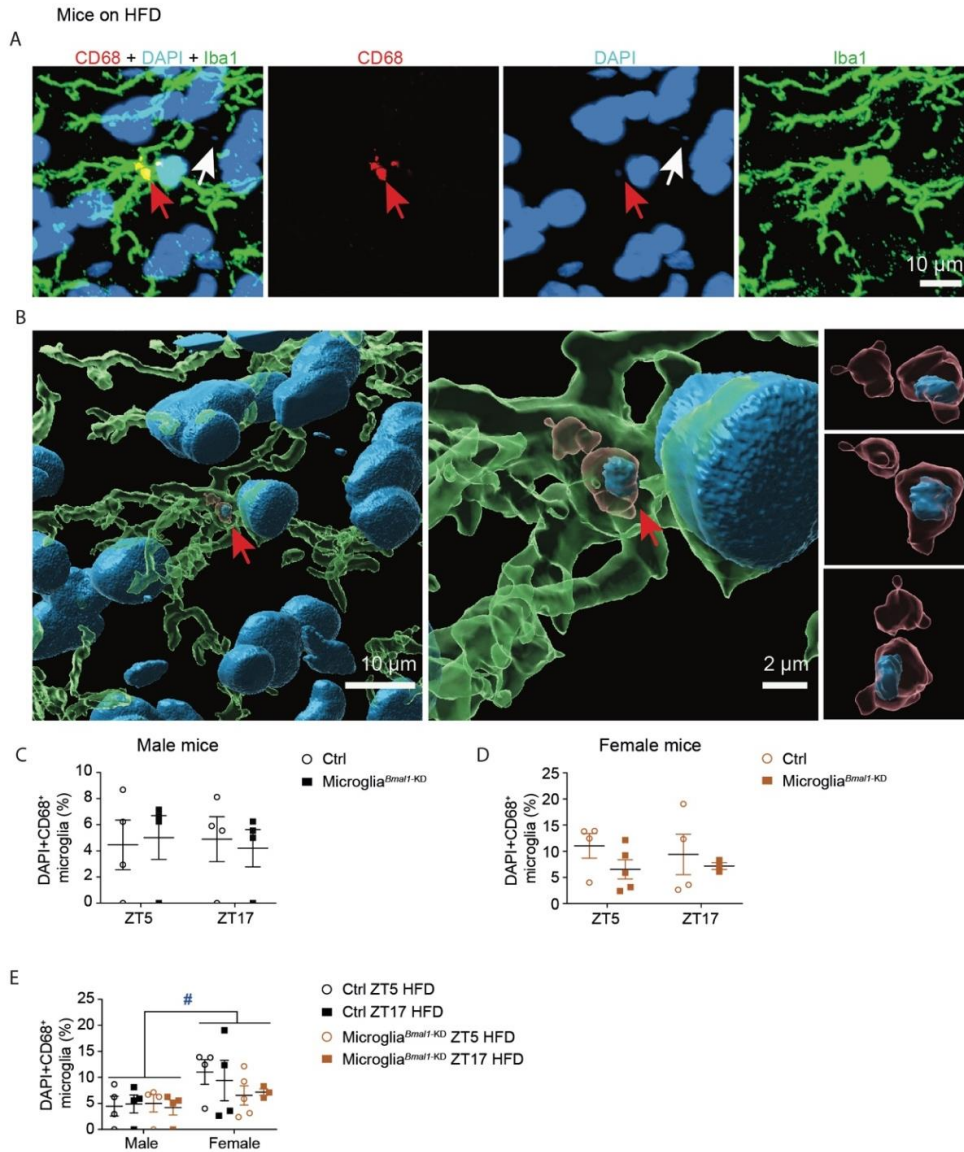 Mice on HFD
A
CD68 + DAPI + Iba1
CD68
DAPI
Iba1
10 µm
B
10 µm
2 µm
C
Male mice
Ctrl
Microglia Bmal1-KD
DAPI+CD68+
microglia (%)
10
8
6
4
2
0
ZT5
ZT17
D
Female mice
Ctrl
Microglia Bmal1-KD
DAPI+CD68+
microglia (%)
25
20
15
10
5
0
ZT5
ZT17
E
#
DAPI+CD68+
microglia (%)
25
20
15
10
5
0
Male
Female
Ctrl ZT5 HFD
Ctrl ZT17 HFD
Microglia Bmal1-KD ZT5 HFD
Microglia Bmal1-KD ZT17 HFD